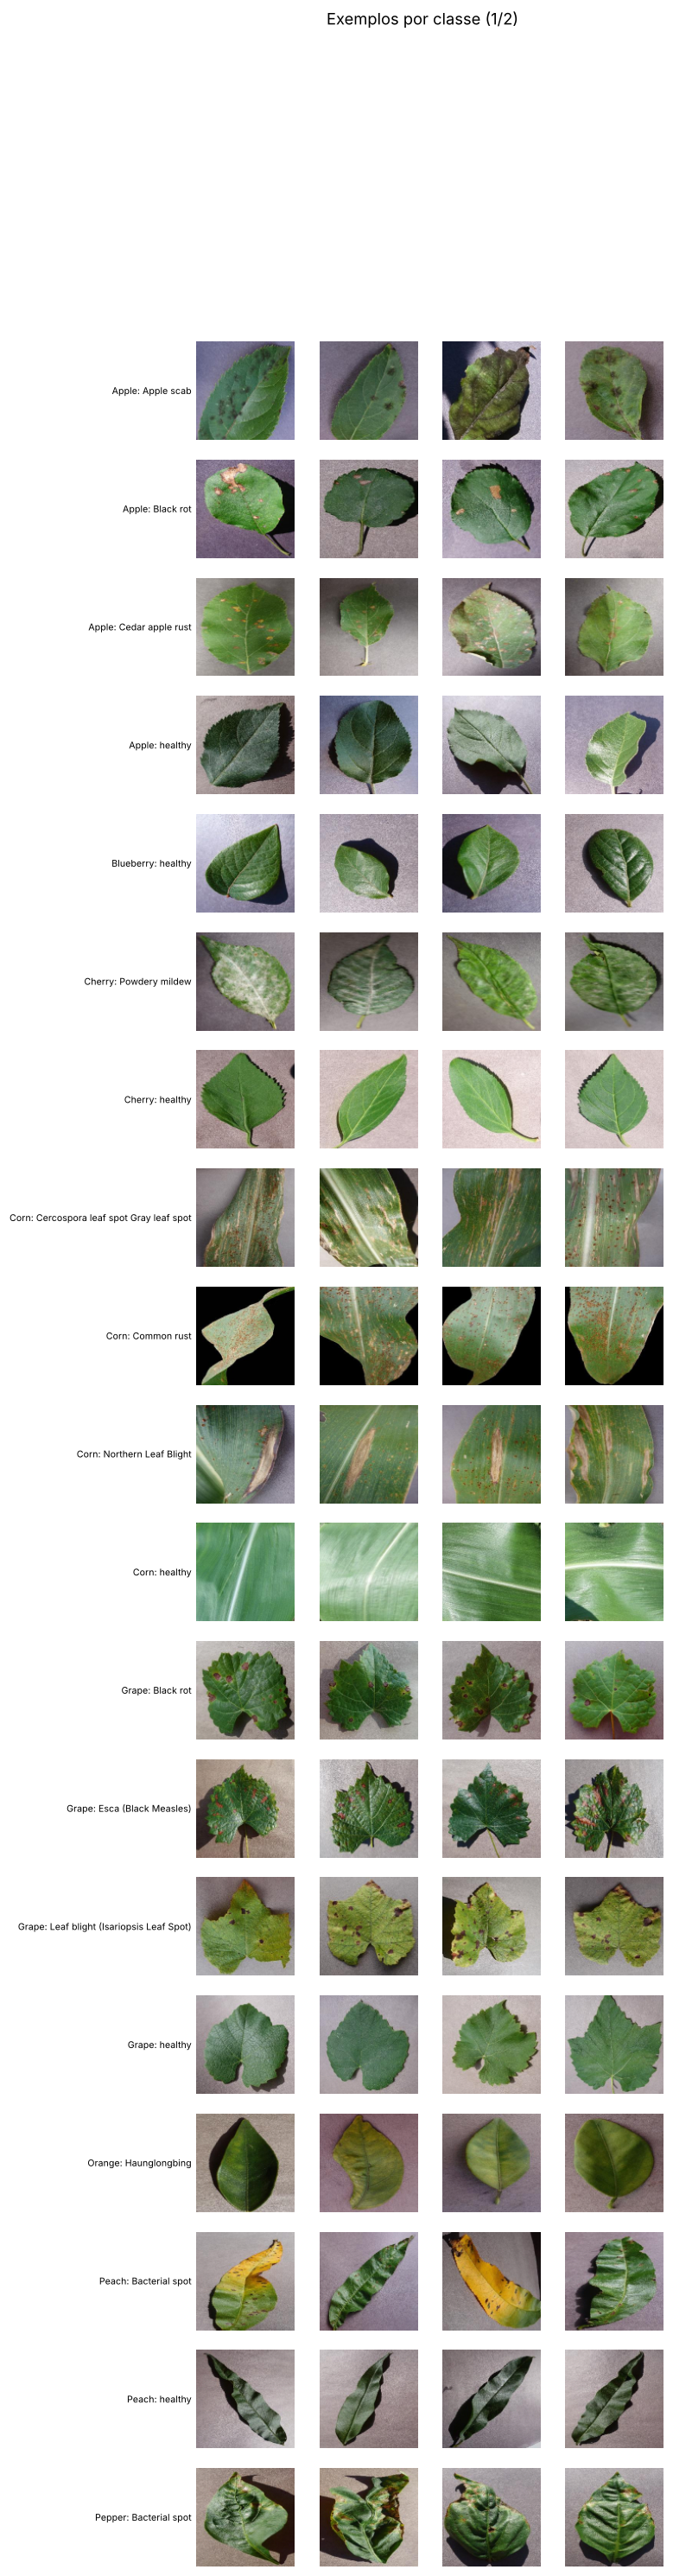 Exemplos por classe (1/2)
Apple: Apple scab
Apple: Black rot
Apple: Cedar apple rust
Apple: healthy
Blueberry: healthy
Cherry: Powdery mildew
Cherry: healthy
Corn: Cercospora leaf spot Gray leaf spot
Corn: Common rust
Corn: Northern Leaf Blight
Corn: healthy
Grape: Black rot
Grape: Esca (Black Measles)
Grape: Leaf blight (Isariopsis Leaf Spot)
Grape: healthy
Orange: Haunglongbing
Peach: Bacterial spot
Peach: healthy
Pepper: Bacterial spot